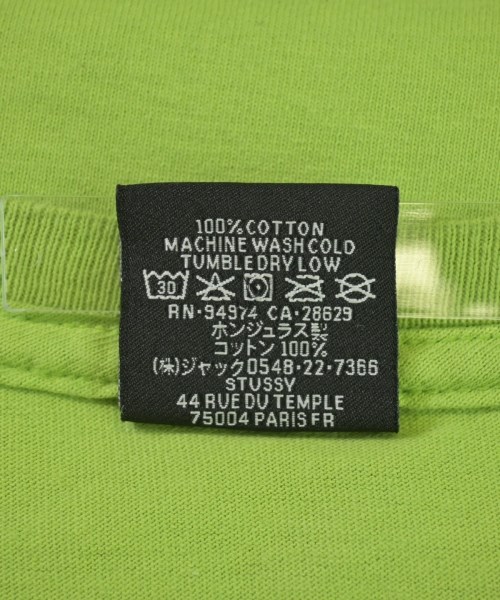 100% COTTON
MACHINE WASH COLD
TUMBLE DRY LOW
30
RN-94974 CA-28629
ホンジュラス製
コットン 100%
(株)ジャック0548-22-7366
STUSSY
44 RUE DU TEMPLE
75004 PARIS FR